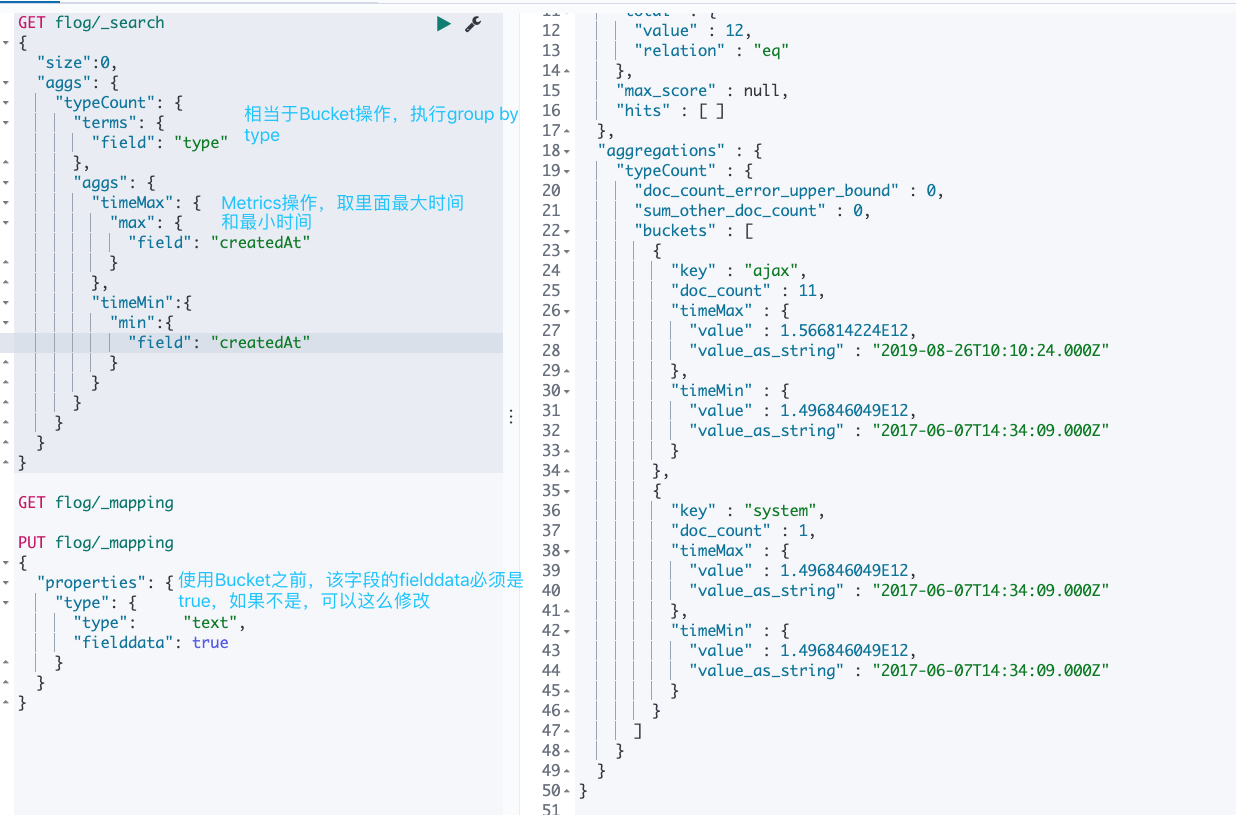 GET flog/_search
{
"size":0,
"aggs": {
"typeCount": {
"terms": {
"field": "type"
},
"aggs": {
"timeMax": {
"max": {
"field": "createdAt"
}
},
"timeMin":{
"min":{
"field": "createdAt"
}
}
}
}
}
}
GET flog/_mapping
PUT flog/_mapping
{
"properties": {
"type": {
"type":     "text",
"fielddata": true
}
}
}
相当于Bucket操作，执行group by
type
Metrics操作，取里面最大时间
和最小时间
使用Bucket之前，该字段的fielddata必须是
true，如果不是，可以这么修改
11 "total" : {
12 "value" : 12,
13 "relation" : "eq"
14 },
15 "max_score" : null,
16 "hits" : [ ]
17 },
18 "aggregations" : {
19 "typeCount" : {
20 "doc_count_error_upper_bound" : 0,
21 "sum_other_doc_count" : 0,
22 "buckets" : [
23 {
24 "key" : "ajax",
25 "doc_count" : 11,
26 "timeMax" : {
27 "value" : 1.566814224E12,
28 "value_as_string" : "2019-08-26T10:10:24.000Z"
29 },
30 "timeMin" : {
31 "value" : 1.496846049E12,
32 "value_as_string" : "2017-06-07T14:34:09.000Z"
33 }
34 },
35 {
36 "key" : "system",
37 "doc_count" : 1,
38 "timeMax" : {
39 "value" : 1.496846049E12,
40 "value_as_string" : "2017-06-07T14:34:09.000Z"
41 },
42 "timeMin" : {
43 "value" : 1.496846049E12,
44 "value_as_string" : "2017-06-07T14:34:09.000Z"
45 }
46 }
47 ]
48 }
49 }
50 }
51